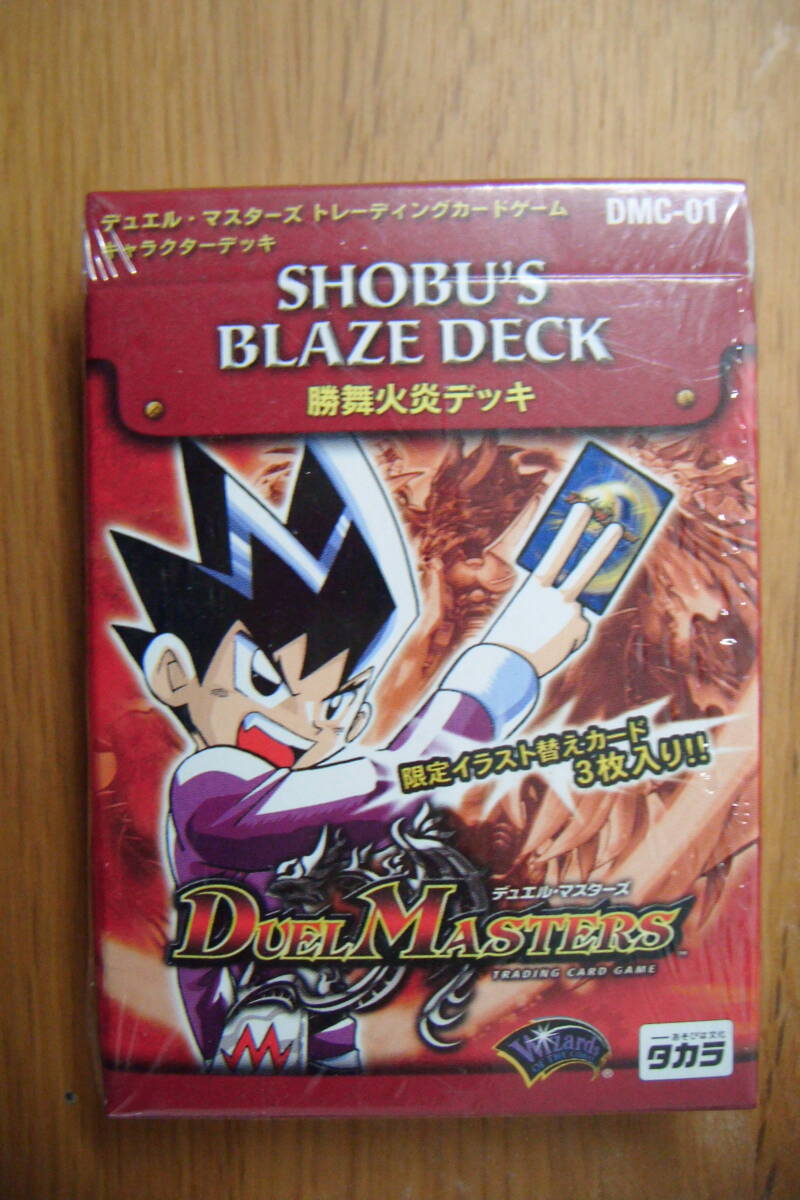 デュエル・マスターズ トレーディングカードゲーム
DMC-01
キャラクターデッキ
SHOBU'S
BLAZE DECK
勝舞火炎デッキ
限定イラスト替えカード
3枚入り!!
デュエル・マスターズ
DUEL MASTERS™
TRADING CARD GAME
WIZARDS
OF THE COAST
®
あそびは文化
タカラ